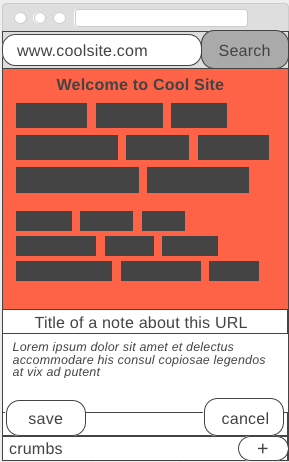 www.coolsite.com Search
Welcome to Cool Site
Title of a note about this URL
Lorem ipsum dolor sit amet et delectus
accommodare his consul copiosae legendos
at vix ad putent
save cancel
crumbs +